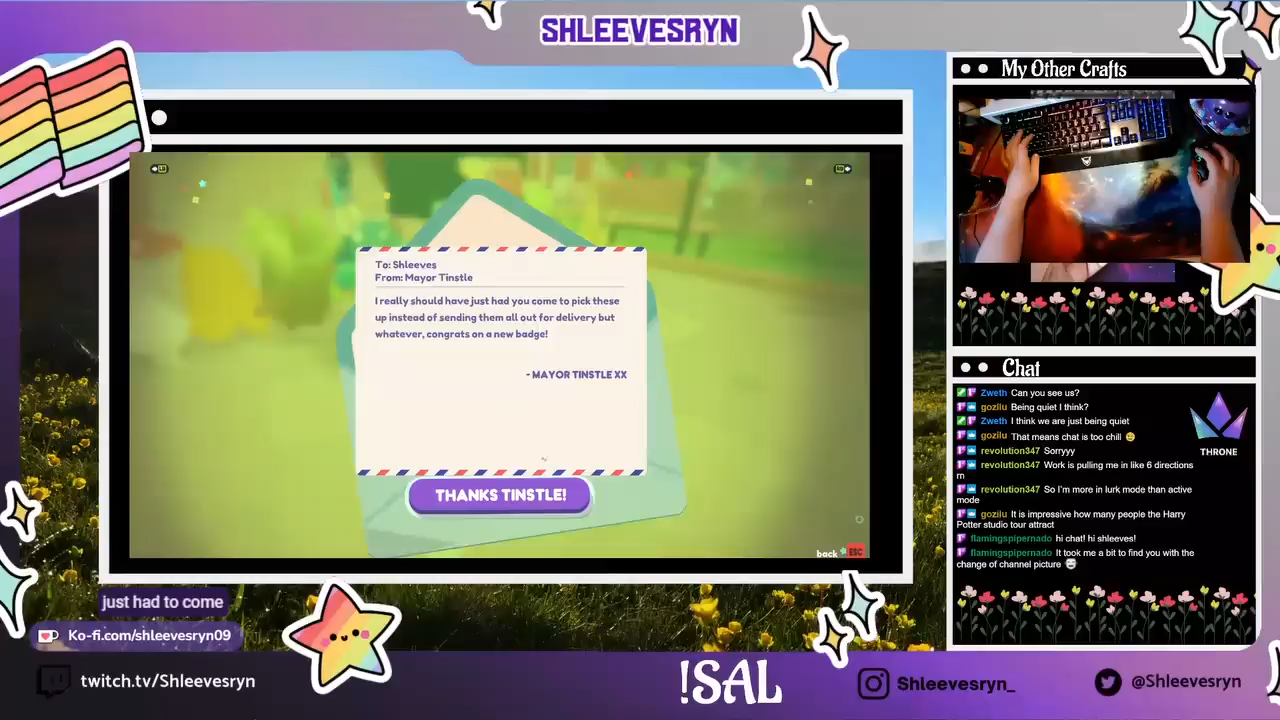 SHLEEVESRYN
My Other Crafts
LB
RB
To: Shleeves
From: Mayor Tinstle
I really should have just had you come to pick these
up instead of sending them all out for delivery but
whatever, congrats on a new badge!
- MAYOR TINSTLE XX
THANKS TINSTLE!
back ESC
Chat
Zweth Can you see us?
gozilu Being quiet I think?
Zweth I think we are just being quiet
gozilu That means chat is too chill
revolution347 Sorryyy
revolution347 Work is pulling me in like 6 directions
rn
revolution347 So I'm more in lurk mode than active
mode
gozilu It is impressive how many people the Harry
Potter studio tour attract
flamingspipernado hi chat! hi shleeves!
flamingspipernado It took me a bit to find you with the
change of channel picture
THRONE
just had to come
Ko-fi.com/shleevesryn09
twitch.tv/Shleevesryn
!SAL
Shleevesryn_
@Shleevesryn